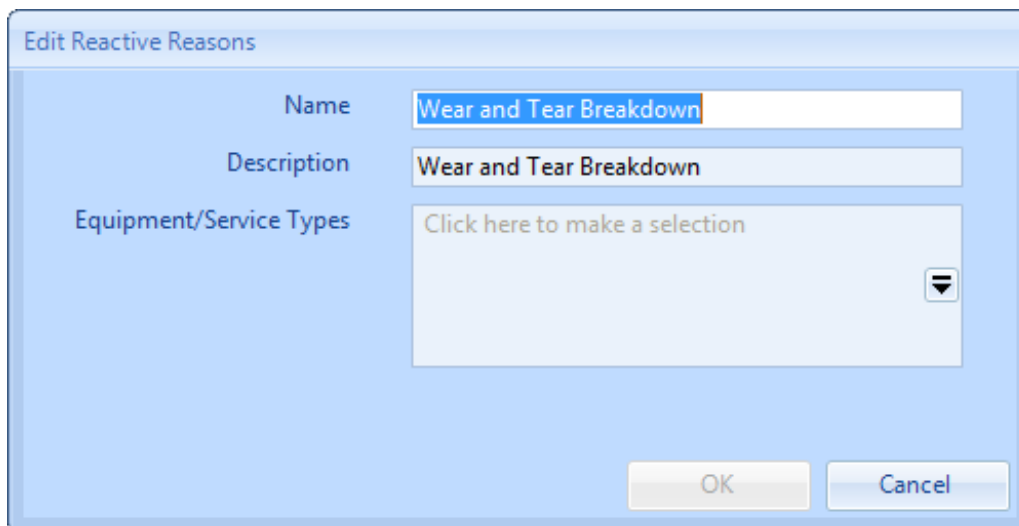 Edit Reactive Reasons
Name Wear and Tear Breakdown
Description Wear and Tear Breakdown
Equipment/Service Types Click here to make a selection
OK Cancel